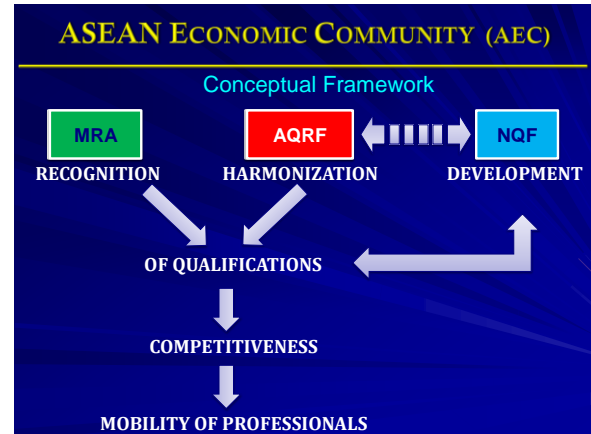 ASEAN ECONOMIC COMMUNITY (AEC)
Conceptual Framework
MRA
AQRF
NQF
RECOGNITION
HARMONIZATION
DEVELOPMENT
OF QUALIFICATIONS
COMPETITIVENESS
MOBILITY OF PROFESSIONALS